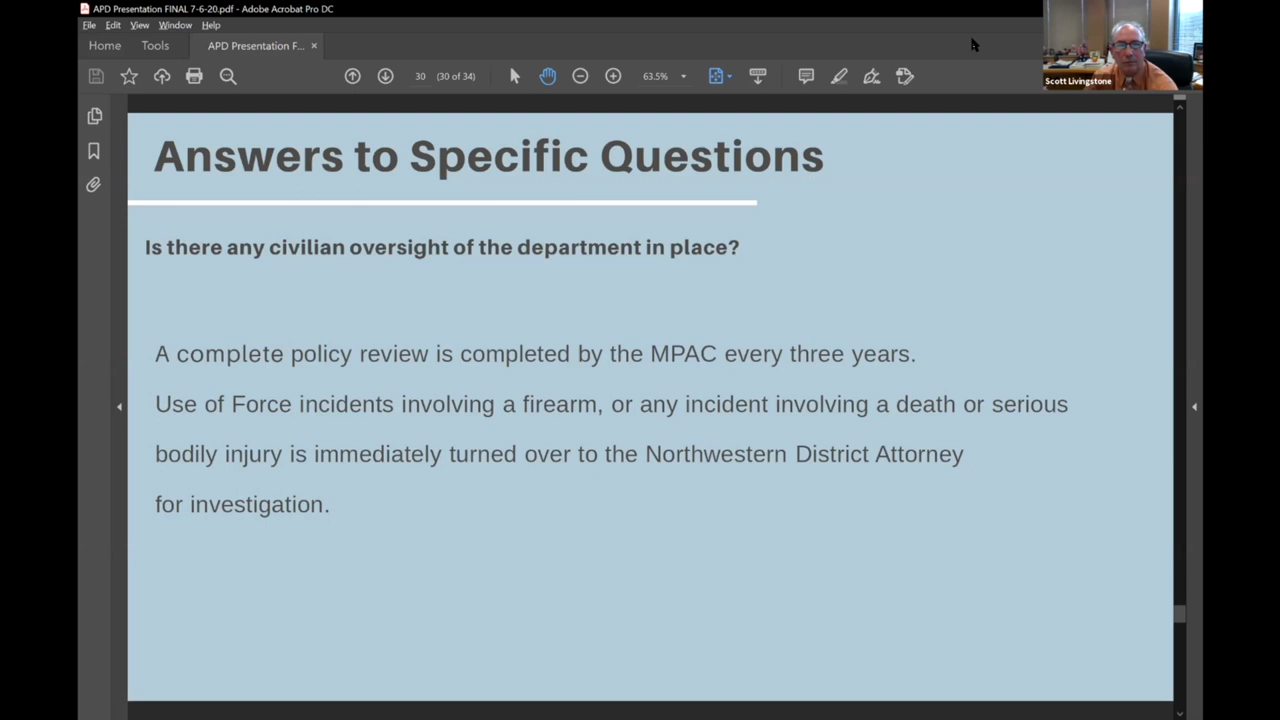 APD Presentation FINAL 7-6-20.pdf - Adobe Acrobat Pro DC
File Edit View Window Help
Home Tools APD Presentation F... ×
30 (30 of 34) 63.5%
Scott Livingstone
Answers to Specific Questions
Is there any civilian oversight of the department in place?
A complete policy review is completed by the MPAC every three years.
Use of Force incidents involving a firearm, or any incident involving a death or serious
bodily injury is immediately turned over to the Northwestern District Attorney
for investigation.